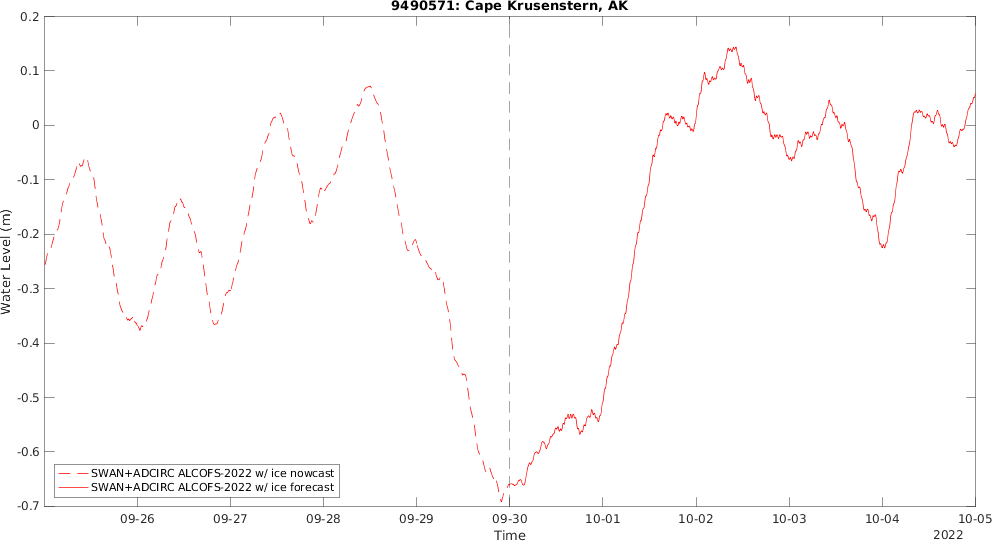 9490571: Cape Krusenstern, AK
0.2
0.1
0
-0.1
-0.2
-0.3
-0.4
-0.5
-0.6
-0.7
Water Level (m)
SWAN+ADCIRC ALCOFS-2022 w/ ice nowcast
SWAN+ADCIRC ALCOFS-2022 w/ ice forecast
09-26 09-27 09-28 09-29 09-30 10-01 10-02 10-03 10-04 10-05
Time
2022